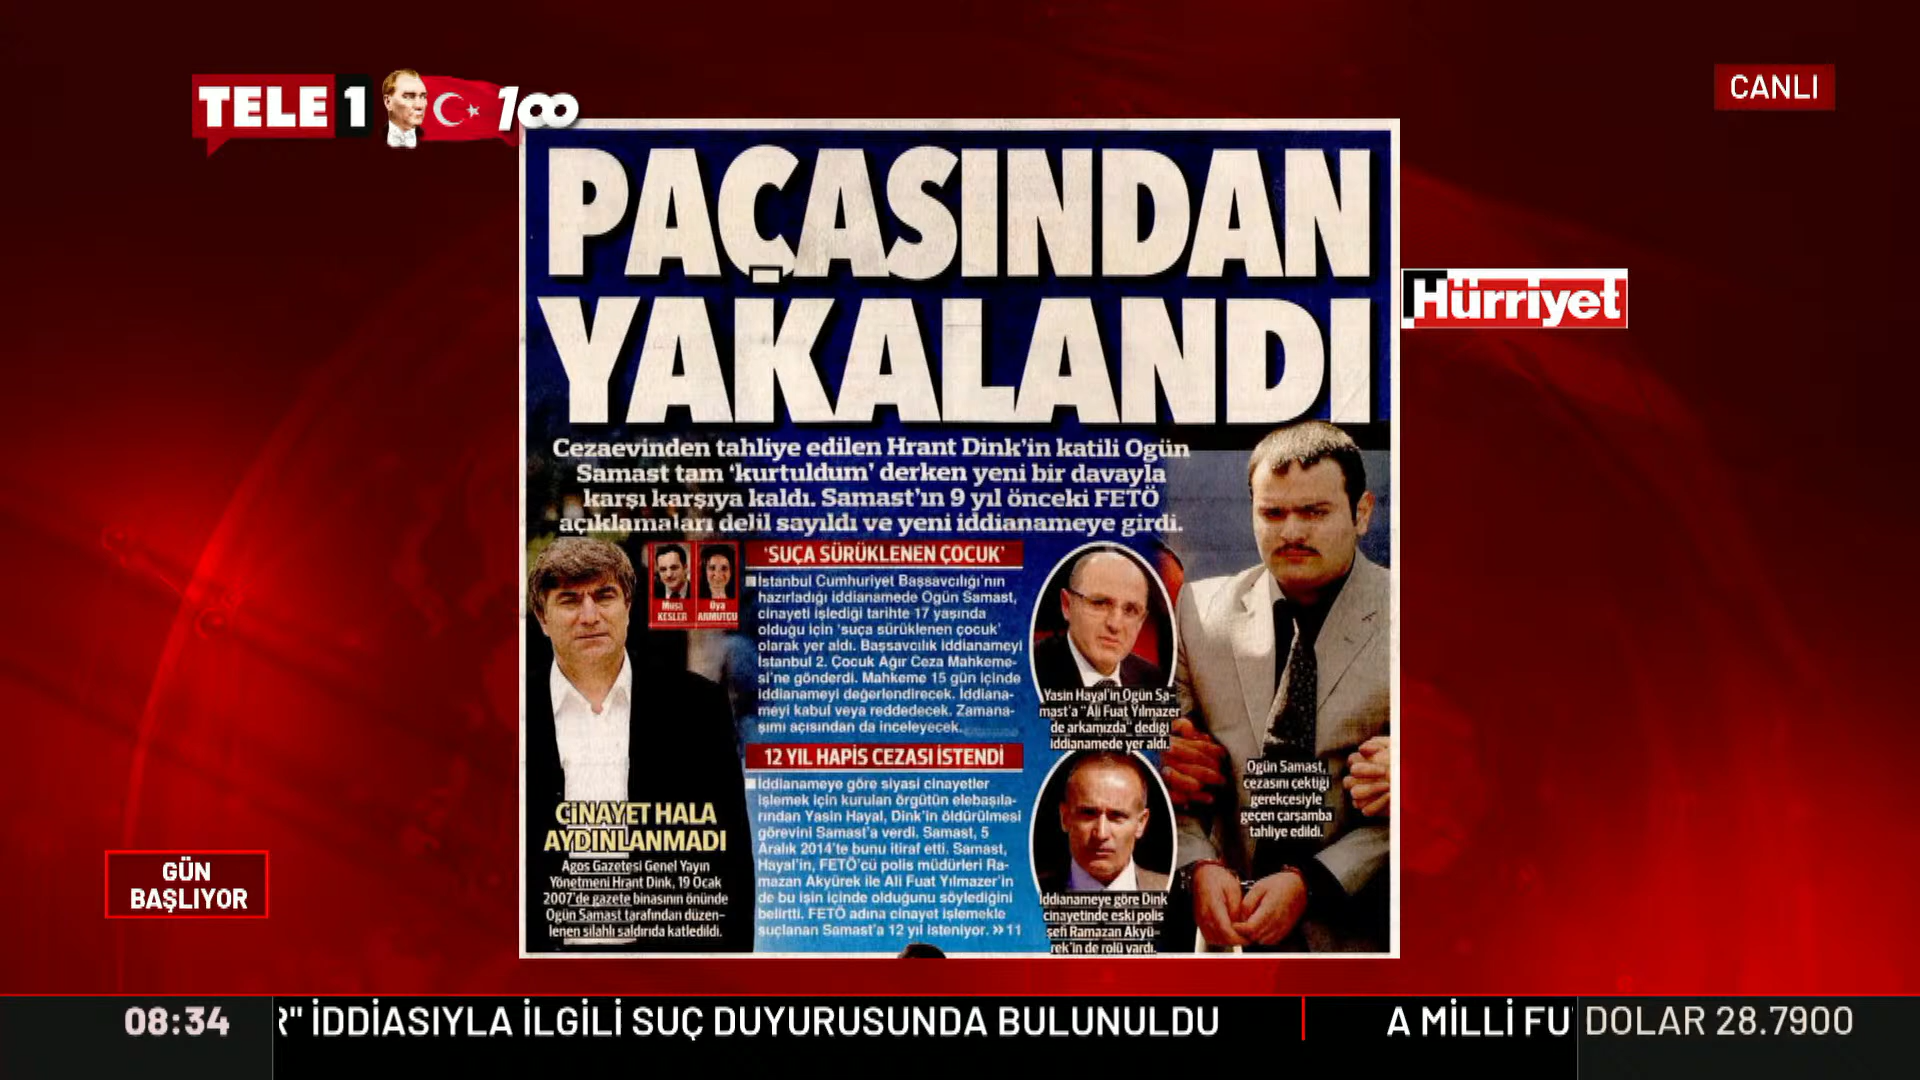 TELE 1
100
CANLI
PAÇASINDAN
YAKALANDI
Hürriyet
Cezaevinden tahliye edilen Hrant Dink'in katili Ogün
Samast tam 'kurtuldum' derken yeni bir davayla
karşı karşıya kaldı. Samast'ın 9 yıl önceki FETÖ
açıklamaları delil sayıldı ve yeni iddianameye girdi.
Musa
KESLER
Oya
ARMUTÇU
'SUÇA SÜRÜKLENEN ÇOCUK'
İstanbul Cumhuriyet Başsavcılığı'nın
hazırladığı iddianamede Ogün Samast,
cinayeti işlediği tarihte 17 yaşında
olduğu için 'suça sürüklenen çocuk'
olarak yer aldı. Başsavcılık iddianameyi
İstanbul 2. Çocuk Ağır Ceza Mahkeme-
si'ne gönderdi. Mahkeme 15 gün içinde
iddianameyi değerlendirecek. İddiana-
meyi kabul veya reddedecek. Zamana-
şımı açısından da inceleyecek.
12 YIL HAPİS CEZASI İSTENDİ
İddianameye göre siyasi cinayetler
işlemek için kurulan örgütün elebaşıla-
rından Yasin Hayal, Dink'in öldürülmesi
görevini Samast'a verdi. Samast, 5
Aralık 2014'te bunu itiraf etti. Samast,
Hayal'in, FETÖ'cü polis müdürleri Ra-
mazan Akyürek ile Ali Fuat Yılmazer'in
de bu işin içinde olduğunu söylediğini
belirtti. FETÖ adına cinayet işlemekle
suçlanan Samast'a 12 yıl isteniyor. »11
CİNAYET HALA
AYDINLANMADI
Agos Gazetesi Genel Yayın
Yönetmeni Hrant Dink, 19 Ocak
2007'de gazete binasının önünde
Ogün Samast tarafından düzen-
lenen silahlı saldırıda katledildi.
Yasin Hayal'in Ogün Sa-
mast'a "Ali Fuat Yılmazer
de arkamızda" dediği
iddianamede yer aldı.
İddianameye göre Dink
cinayetinde eski polis
şefi Ramazan Akyü-
rek'in de rolü vardı.
Ogün Samast,
cezasını çektiği
gerekçesiyle
geçen çarşamba
tahliye edildi.
GÜN
BAŞLIYOR
08:34
R" İDDİASIYLA İLGİLİ SUÇ DUYURUSUNDA BULUNULDU
A MİLLİ FU
DOLAR 28.7900